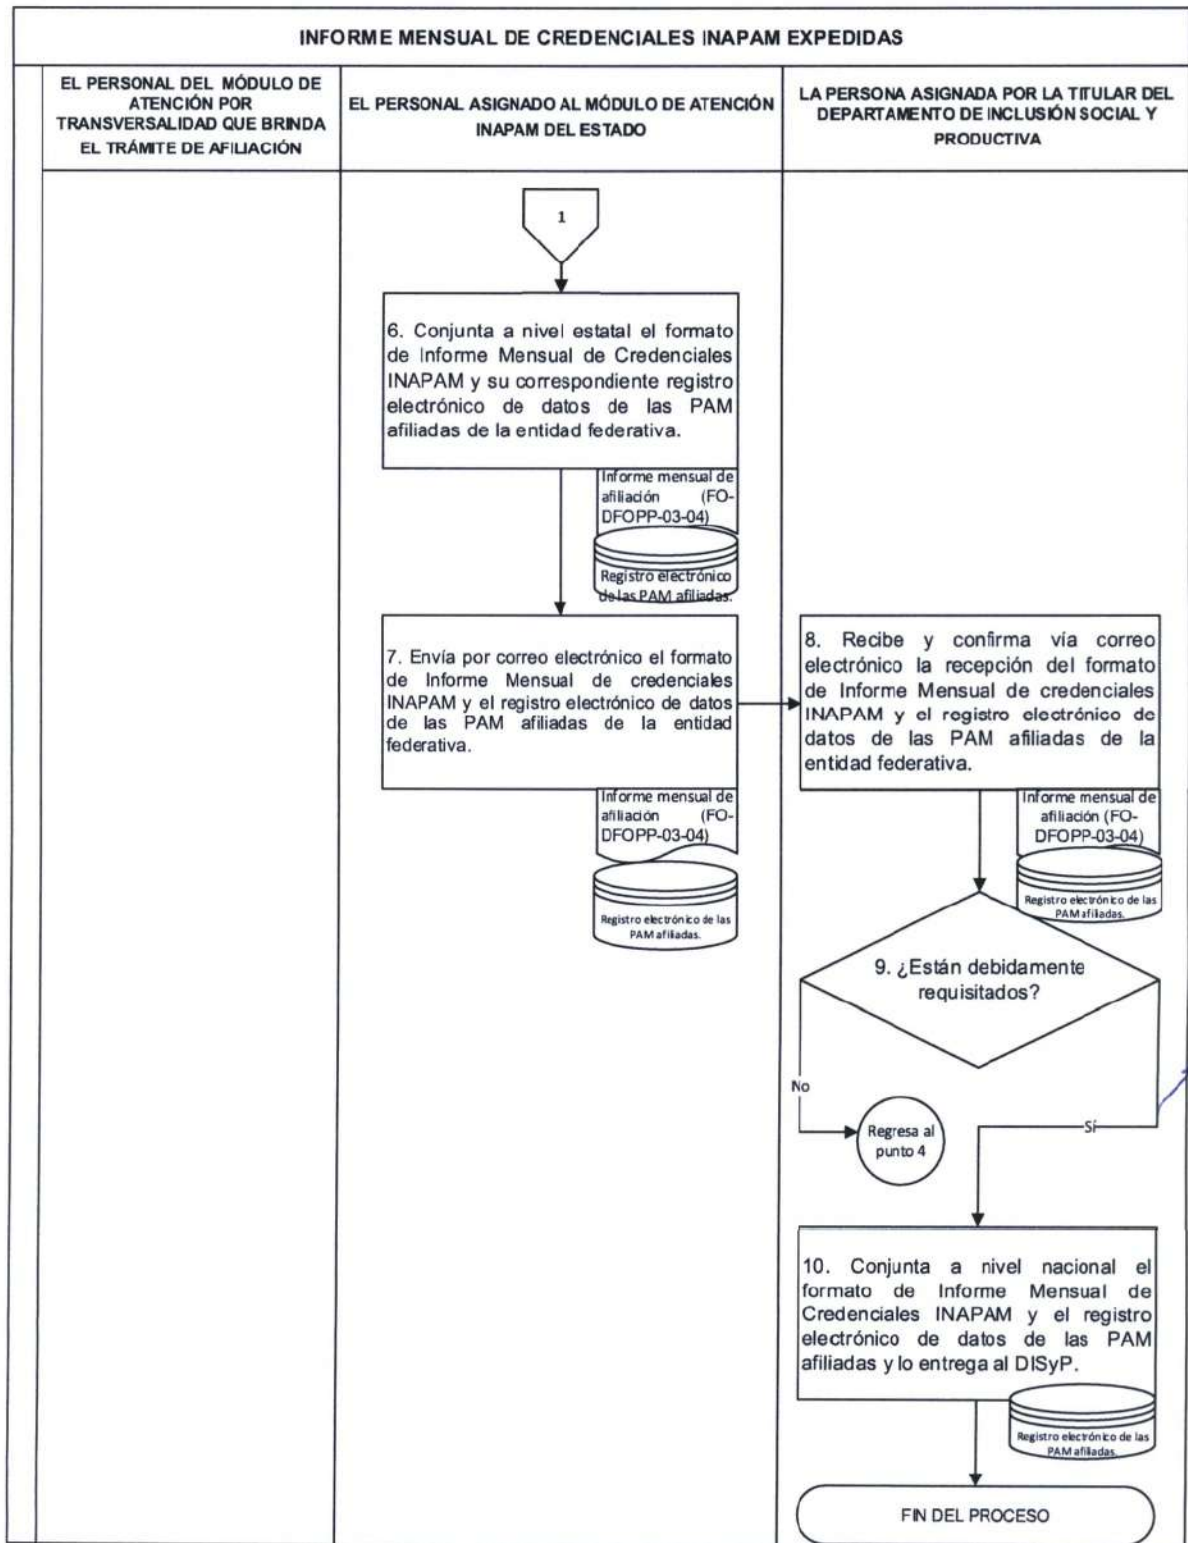 INFORME MENSUAL DE CREDENCIALES INAPAM EXPEDIDAS
EL PERSONAL DEL MÓDULO DE
ATENCIÓN POR
TRANSVERSALIDAD QUE BRINDA
EL TRÁMITE DE AFILIACIÓN
EL PERSONAL ASIGNADO AL MÓDULO DE ATENCIÓN
INAPAM DEL ESTADO
LA PERSONA ASIGNADA POR LA TITULAR DEL
DEPARTAMENTO DE INCLUSIÓN SOCIAL Y
PRODUCTIVA
1
6. Conjunta a nivel estatal el formato
de Informe Mensual de Credenciales
INAPAM y su correspondiente registro
electrónico de datos de las PAM
afiliadas de la entidad federativa.
Informe mensual de
afiliación (FO-
DFOPP-03-04)
Registro electrónico
de las PAM afiliadas.
7. Envía por correo electrónico el formato
de Informe Mensual de credenciales
INAPAM y el registro electrónico de datos
de las PAM afiliadas de la entidad
federativa.
Informe mensual de
afiliación (FO-
DFOPP-03-04)
Registro electrónico de las
PAM afiliadas.
8. Recibe y confirma vía correo
electrónico la recepción del formato
de Informe Mensual de credenciales
INAPAM y el registro electrónico de
datos de las PAM afiliadas de la
entidad federativa.
Informe mensual de
afiliación (FO-
DFOPP-03-04)
Registro electrónico de las
PAM afiliadas.
9. ¿Están debidamente
requisitados?
No
Regresa al
punto 4
Sí
10. Conjunta a nivel nacional el
formato de Informe Mensual de
Credenciales INAPAM y el registro
electrónico de datos de las PAM
afiliadas y lo entrega al DISyP.
Registro electrónico de las
PAM afiliadas.
FIN DEL PROCESO